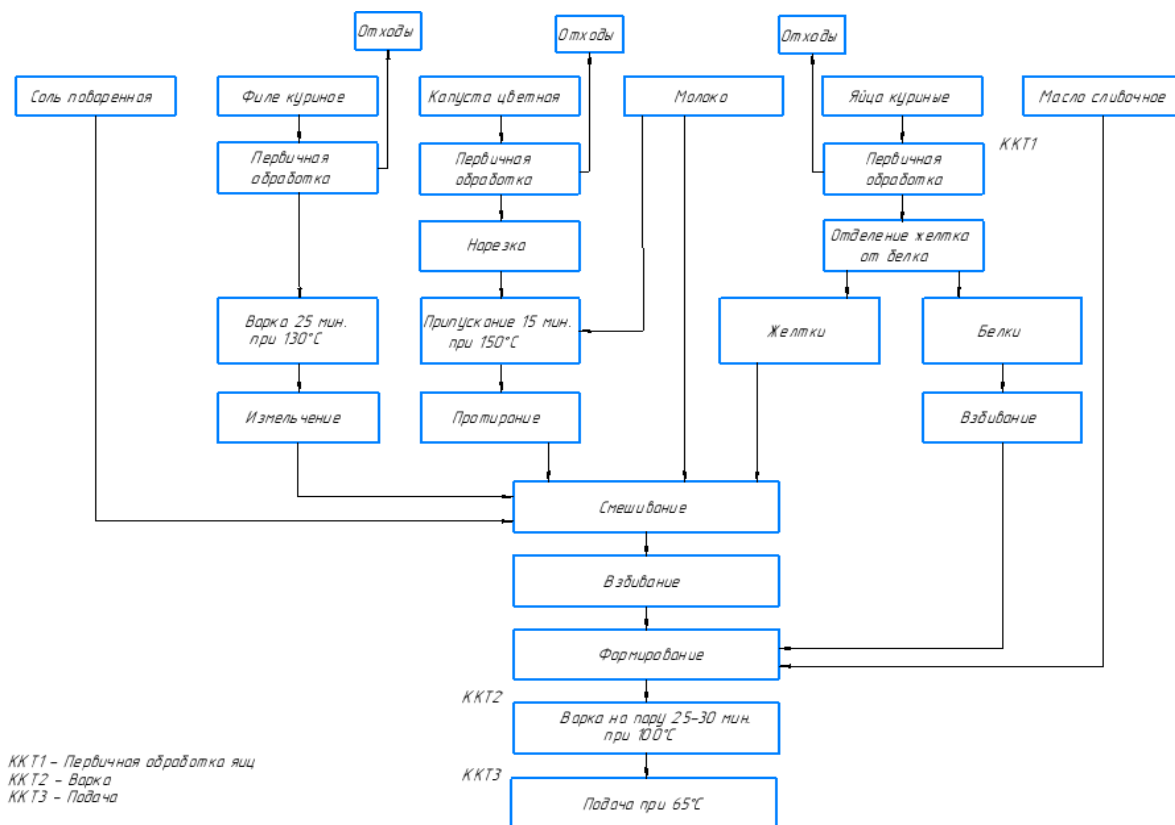 Отходы
Отходы
Отходы
Соль поваренная
Филе куриное
Капуста цветная
Молоко
Яйца куриные
Масло сливочное
ККТ1
Первичная
обработка
Первичная
обработка
Первичная
обработка
Нарезка
Отделение желтка
от белка
Варка 25 мин.
при 130°С
Припускание 15 мин.
при 150°С
Желтки
Белки
Измельчение
Протирание
Взбивание
Смешивание
Взбивание
Формирование
ККТ2
Варка на пару 25-30 мин.
при 100°С
ККТ3
Подача при 65°С
ККТ1 - Первичная обработка яиц
ККТ2 - Варка
ККТ3 - Подача